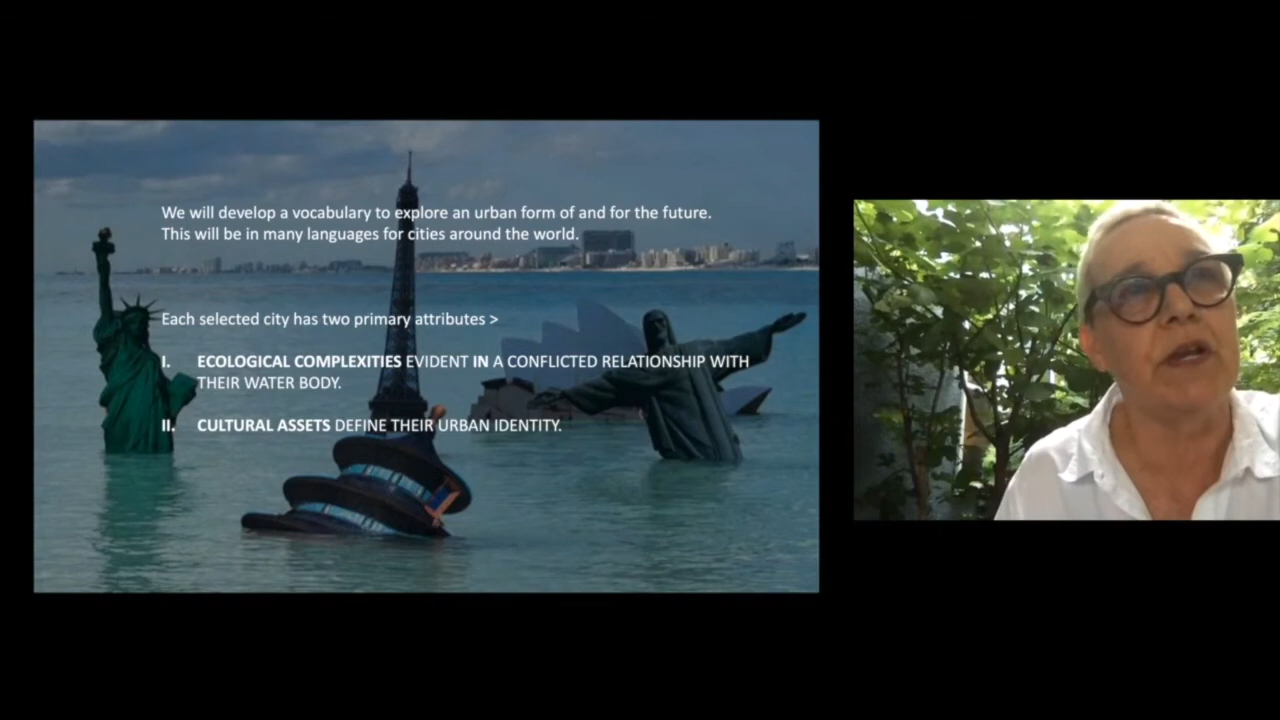 We will develop a vocabulary to explore an urban form of and for the future.
This will be in many languages for cities around the world.
Each selected city has two primary attributes >
I. ECOLOGICAL COMPLEXITIES EVIDENT IN A CONFLICTED RELATIONSHIP WITH
THEIR WATER BODY.
II. CULTURAL ASSETS DEFINE THEIR URBAN IDENTITY.